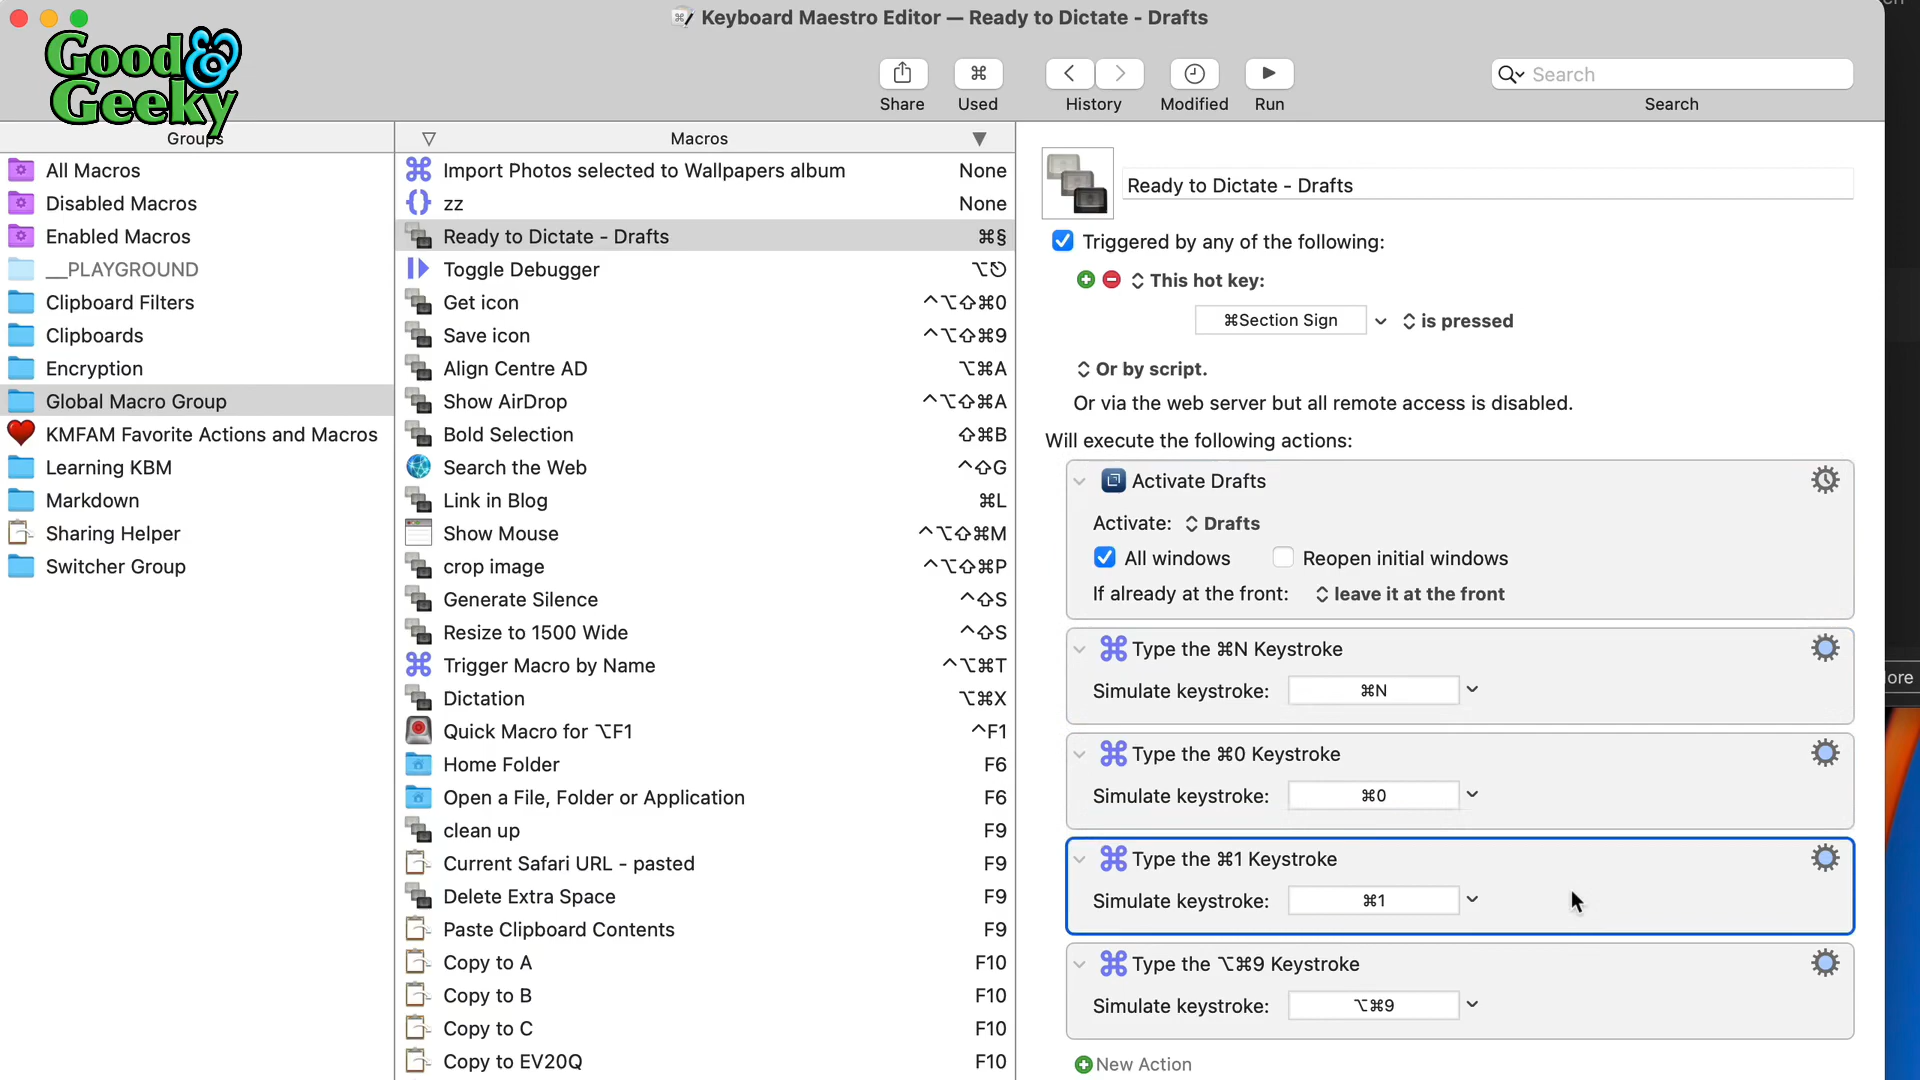 Keyboard Maestro Editor — Ready to Dictate - Drafts
Good &
Geeky
Share
Used
History
Modified
Run
Search
Search
Groups
All Macros
Disabled Macros
Enabled Macros
__PLAYGROUND
Clipboard Filters
Clipboards
Encryption
Global Macro Group
KMFAM Favorite Actions and Macros
Learning KBM
Markdown
Sharing Helper
Switcher Group
Macros
Import Photos selected to Wallpapers album None
zz None
Ready to Dictate - Drafts ⌘§
Toggle Debugger ⌥⎋
Get icon ^⌥⇧⌘0
Save icon ^⌥⇧⌘9
Align Centre AD ⌥⌘A
Show AirDrop ^⌥⇧⌘A
Bold Selection ⇧⌘B
Search the Web ^⇧G
Link in Blog ⌘L
Show Mouse ^⌥⇧⌘M
crop image ^⌥⇧⌘P
Generate Silence ^⇧S
Resize to 1500 Wide ^⇧S
Trigger Macro by Name ^⌥⌘T
Dictation ⌥⌘X
Quick Macro for ⌥F1 ^F1
Home Folder F6
Open a File, Folder or Application F6
clean up F9
Current Safari URL - pasted F9
Delete Extra Space F9
Paste Clipboard Contents F9
Copy to A F10
Copy to B F10
Copy to C F10
Copy to EV20Q F10
Ready to Dictate - Drafts
Triggered by any of the following:
This hot key:
⌘Section Sign is pressed
Or by script.
Or via the web server but all remote access is disabled.
Will execute the following actions:
Activate Drafts
Activate: Drafts
All windows Reopen initial windows
If already at the front: leave it at the front
Type the ⌘N Keystroke
Simulate keystroke: ⌘N
Type the ⌘0 Keystroke
Simulate keystroke: ⌘0
Type the ⌘1 Keystroke
Simulate keystroke: ⌘1
Type the ⌥⌘9 Keystroke
Simulate keystroke: ⌥⌘9
New Action